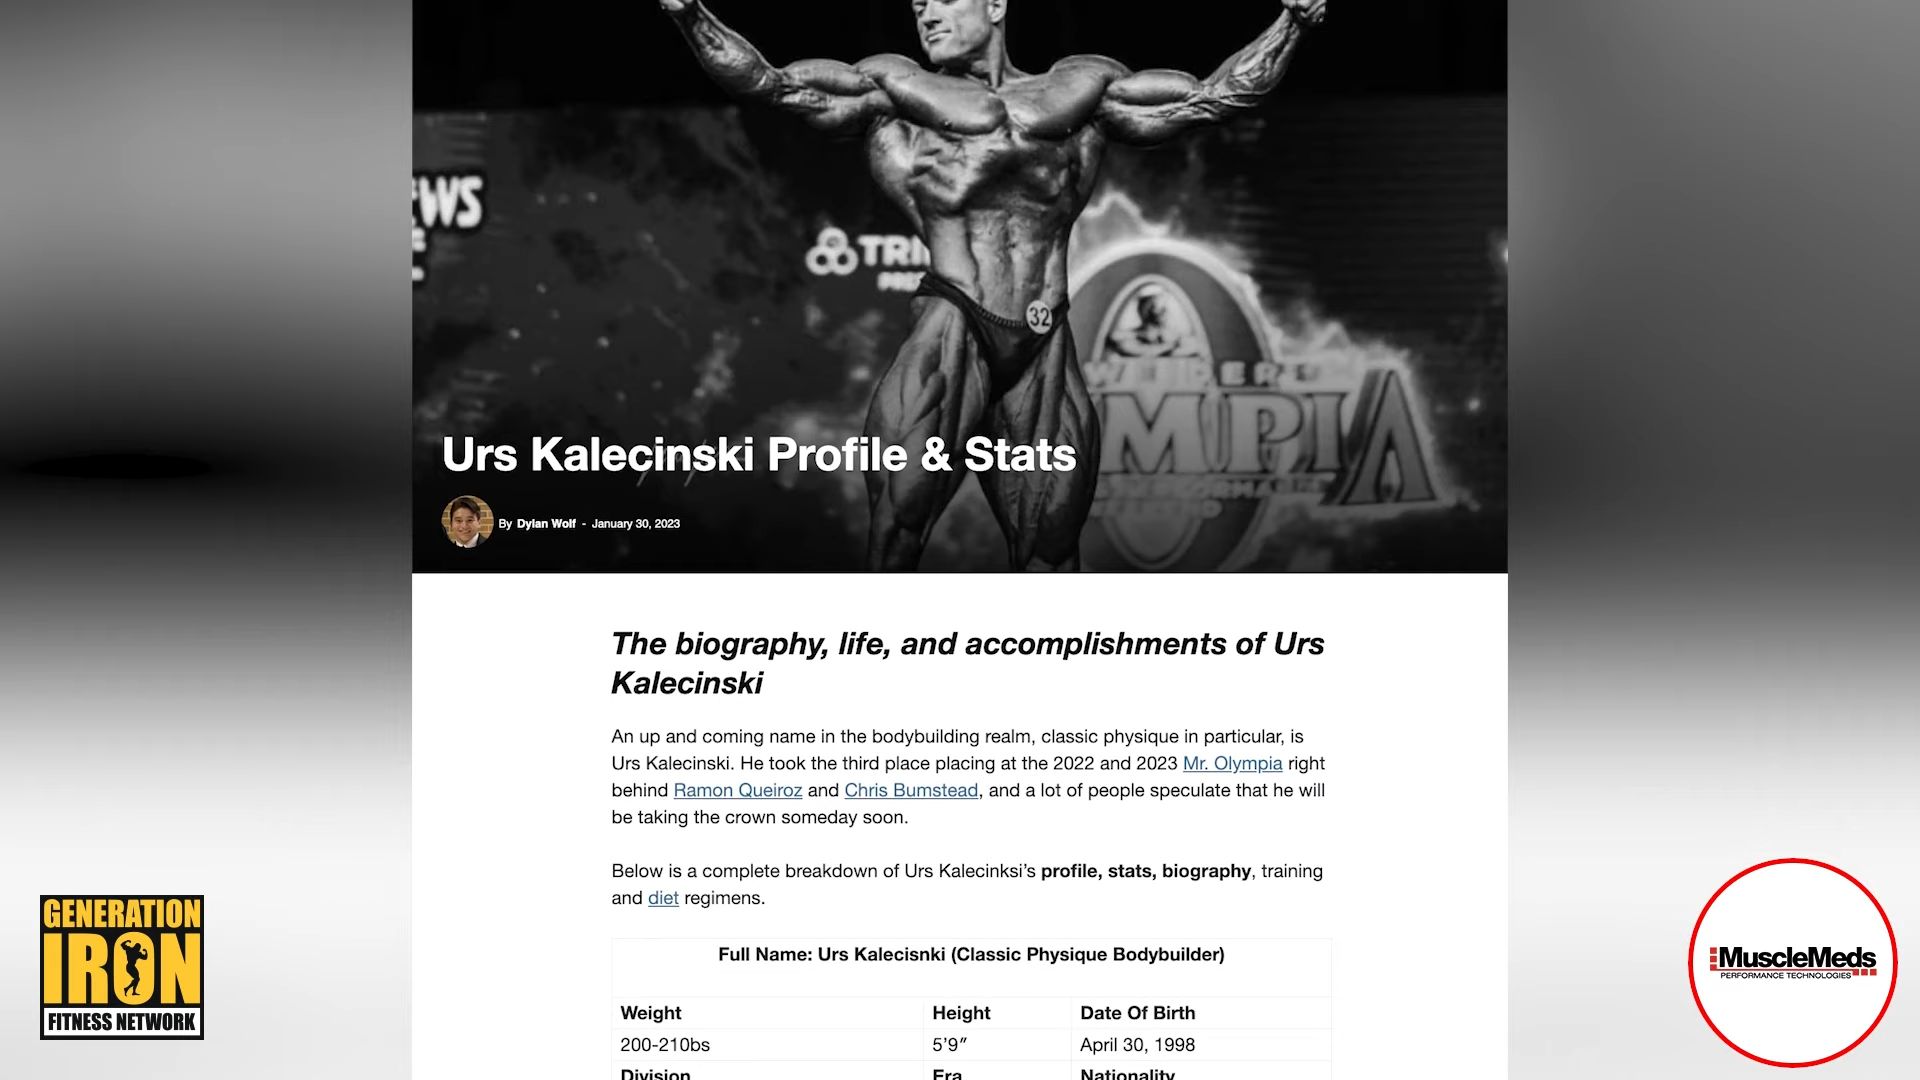 EWS
TRI
32
WEIDER
MPIA
Urs Kalecinski Profile & Stats
By Dylan Wolf - January 30, 2023
The biography, life, and accomplishments of Urs
Kalecinski
An up and coming name in the bodybuilding realm, classic physique in particular, is
Urs Kalecinski. He took the third place placing at the 2022 and 2023 Mr. Olympia right
behind Ramon Queiroz and Chris Bumstead, and a lot of people speculate that he will
be taking the crown someday soon.
Below is a complete breakdown of Urs Kalecinksi’s profile, stats, biography, training
and diet regimens.
Full Name: Urs Kalecisnki (Classic Physique Bodybuilder)
Weight Height Date Of Birth
200-210bs 5’9″ April 30, 1998
Division Era Nationality
GENERATION
IRON
FITNESS NETWORK
MuscleMeds
PERFORMANCE TECHNOLOGIES